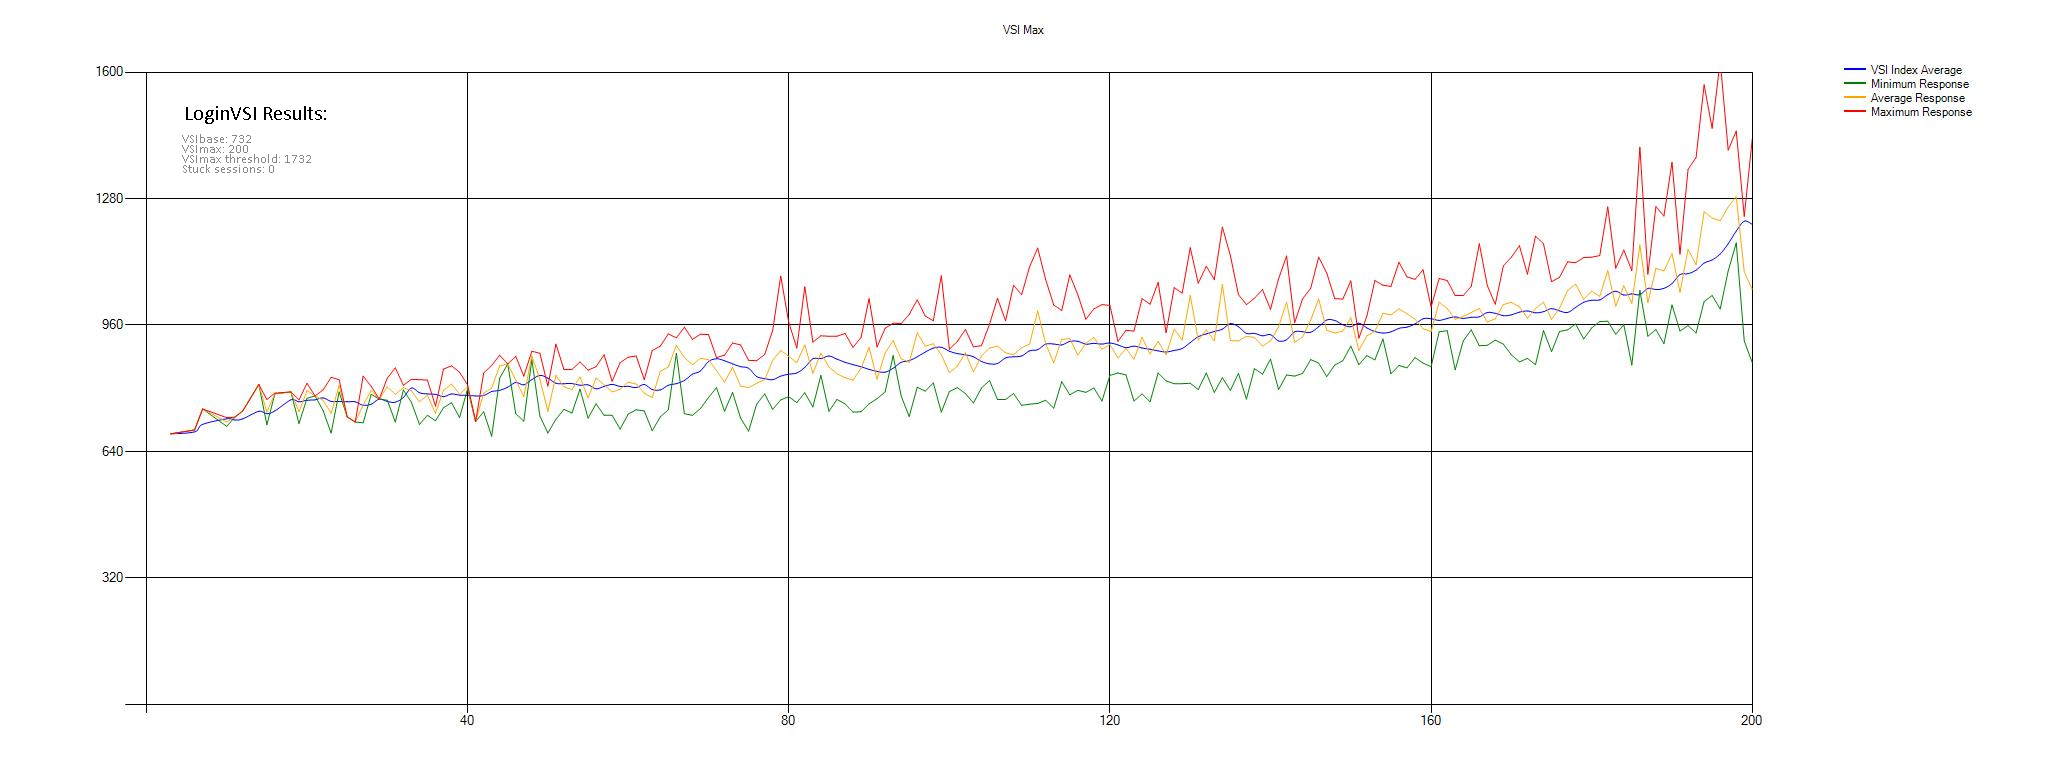 VSI Max
1600
1280
960
640
320
LoginVSI Results:
VSIbase: 732
VSImax: 200
VSImax threshold: 1732
Stuck sessions: 0
40
80
120
160
200
VSI Index Average
Minimum Response
Average Response
Maximum Response